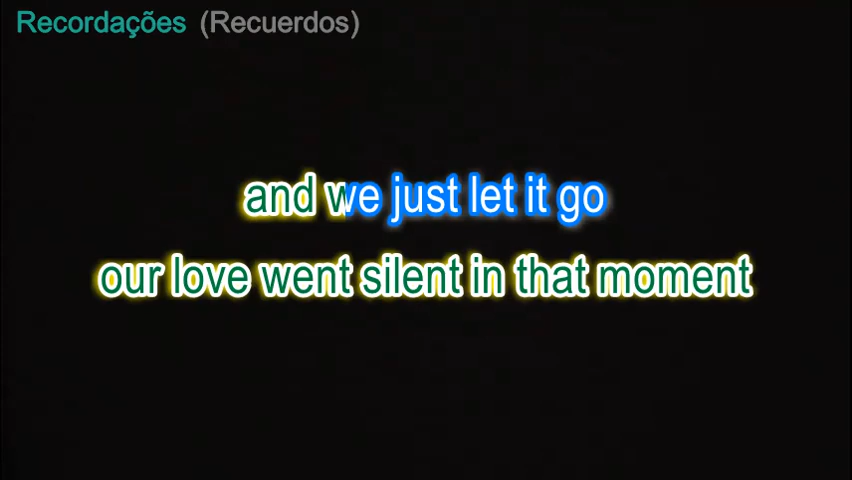 Recordações (Recuerdos)
and we just let it go
our love went silent in that moment